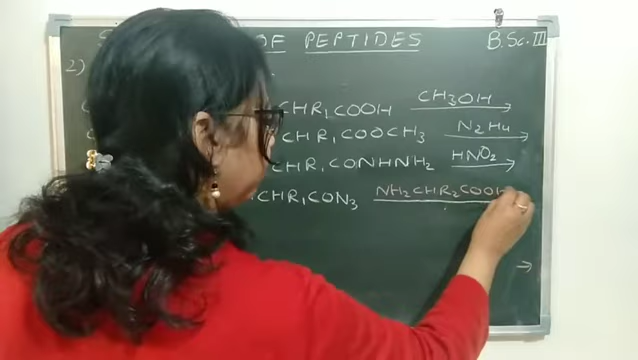 S OF PEPTIDES B.Sc. III
2)
CHR₁COOH CH₃OH
CHR₁COOCH₃ N₂H₄
CHR₁CONHNH₂ HNO₂
CHR₁CON₃ NH₂CHR₂COOH